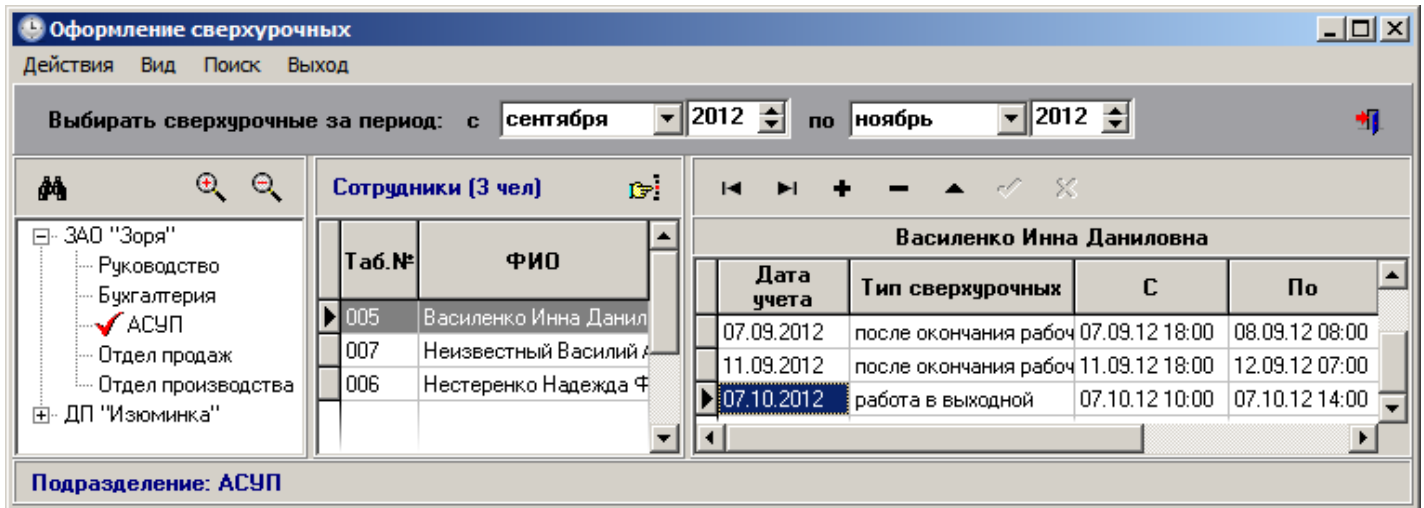 Оформление сверхурочных
Действия Вид Поиск Выход
Выбирать сверхурочные за период: с сентября 2012 по ноябрь 2012
Сотрудники (3 чел)
ЗАО "Зоря"
Руководство
Бухгалтерия
АСУП
Отдел продаж
Отдел производства
ДП "Изюминка"
Таб.№ ФИО
005 Василенко Инна Данил
007 Неизвестный Василий А
006 Нестеренко Надежда Ф
Василенко Инна Даниловна
Дата учета Тип сверхурочных С По
07.09.2012 после окончания рабоч 07.09.12 18:00 08.09.12 08:00
11.09.2012 после окончания рабоч 11.09.12 18:00 12.09.12 07:00
07.10.2012 работа в выходной 07.10.12 10:00 07.10.12 14:00
Подразделение: АСУП